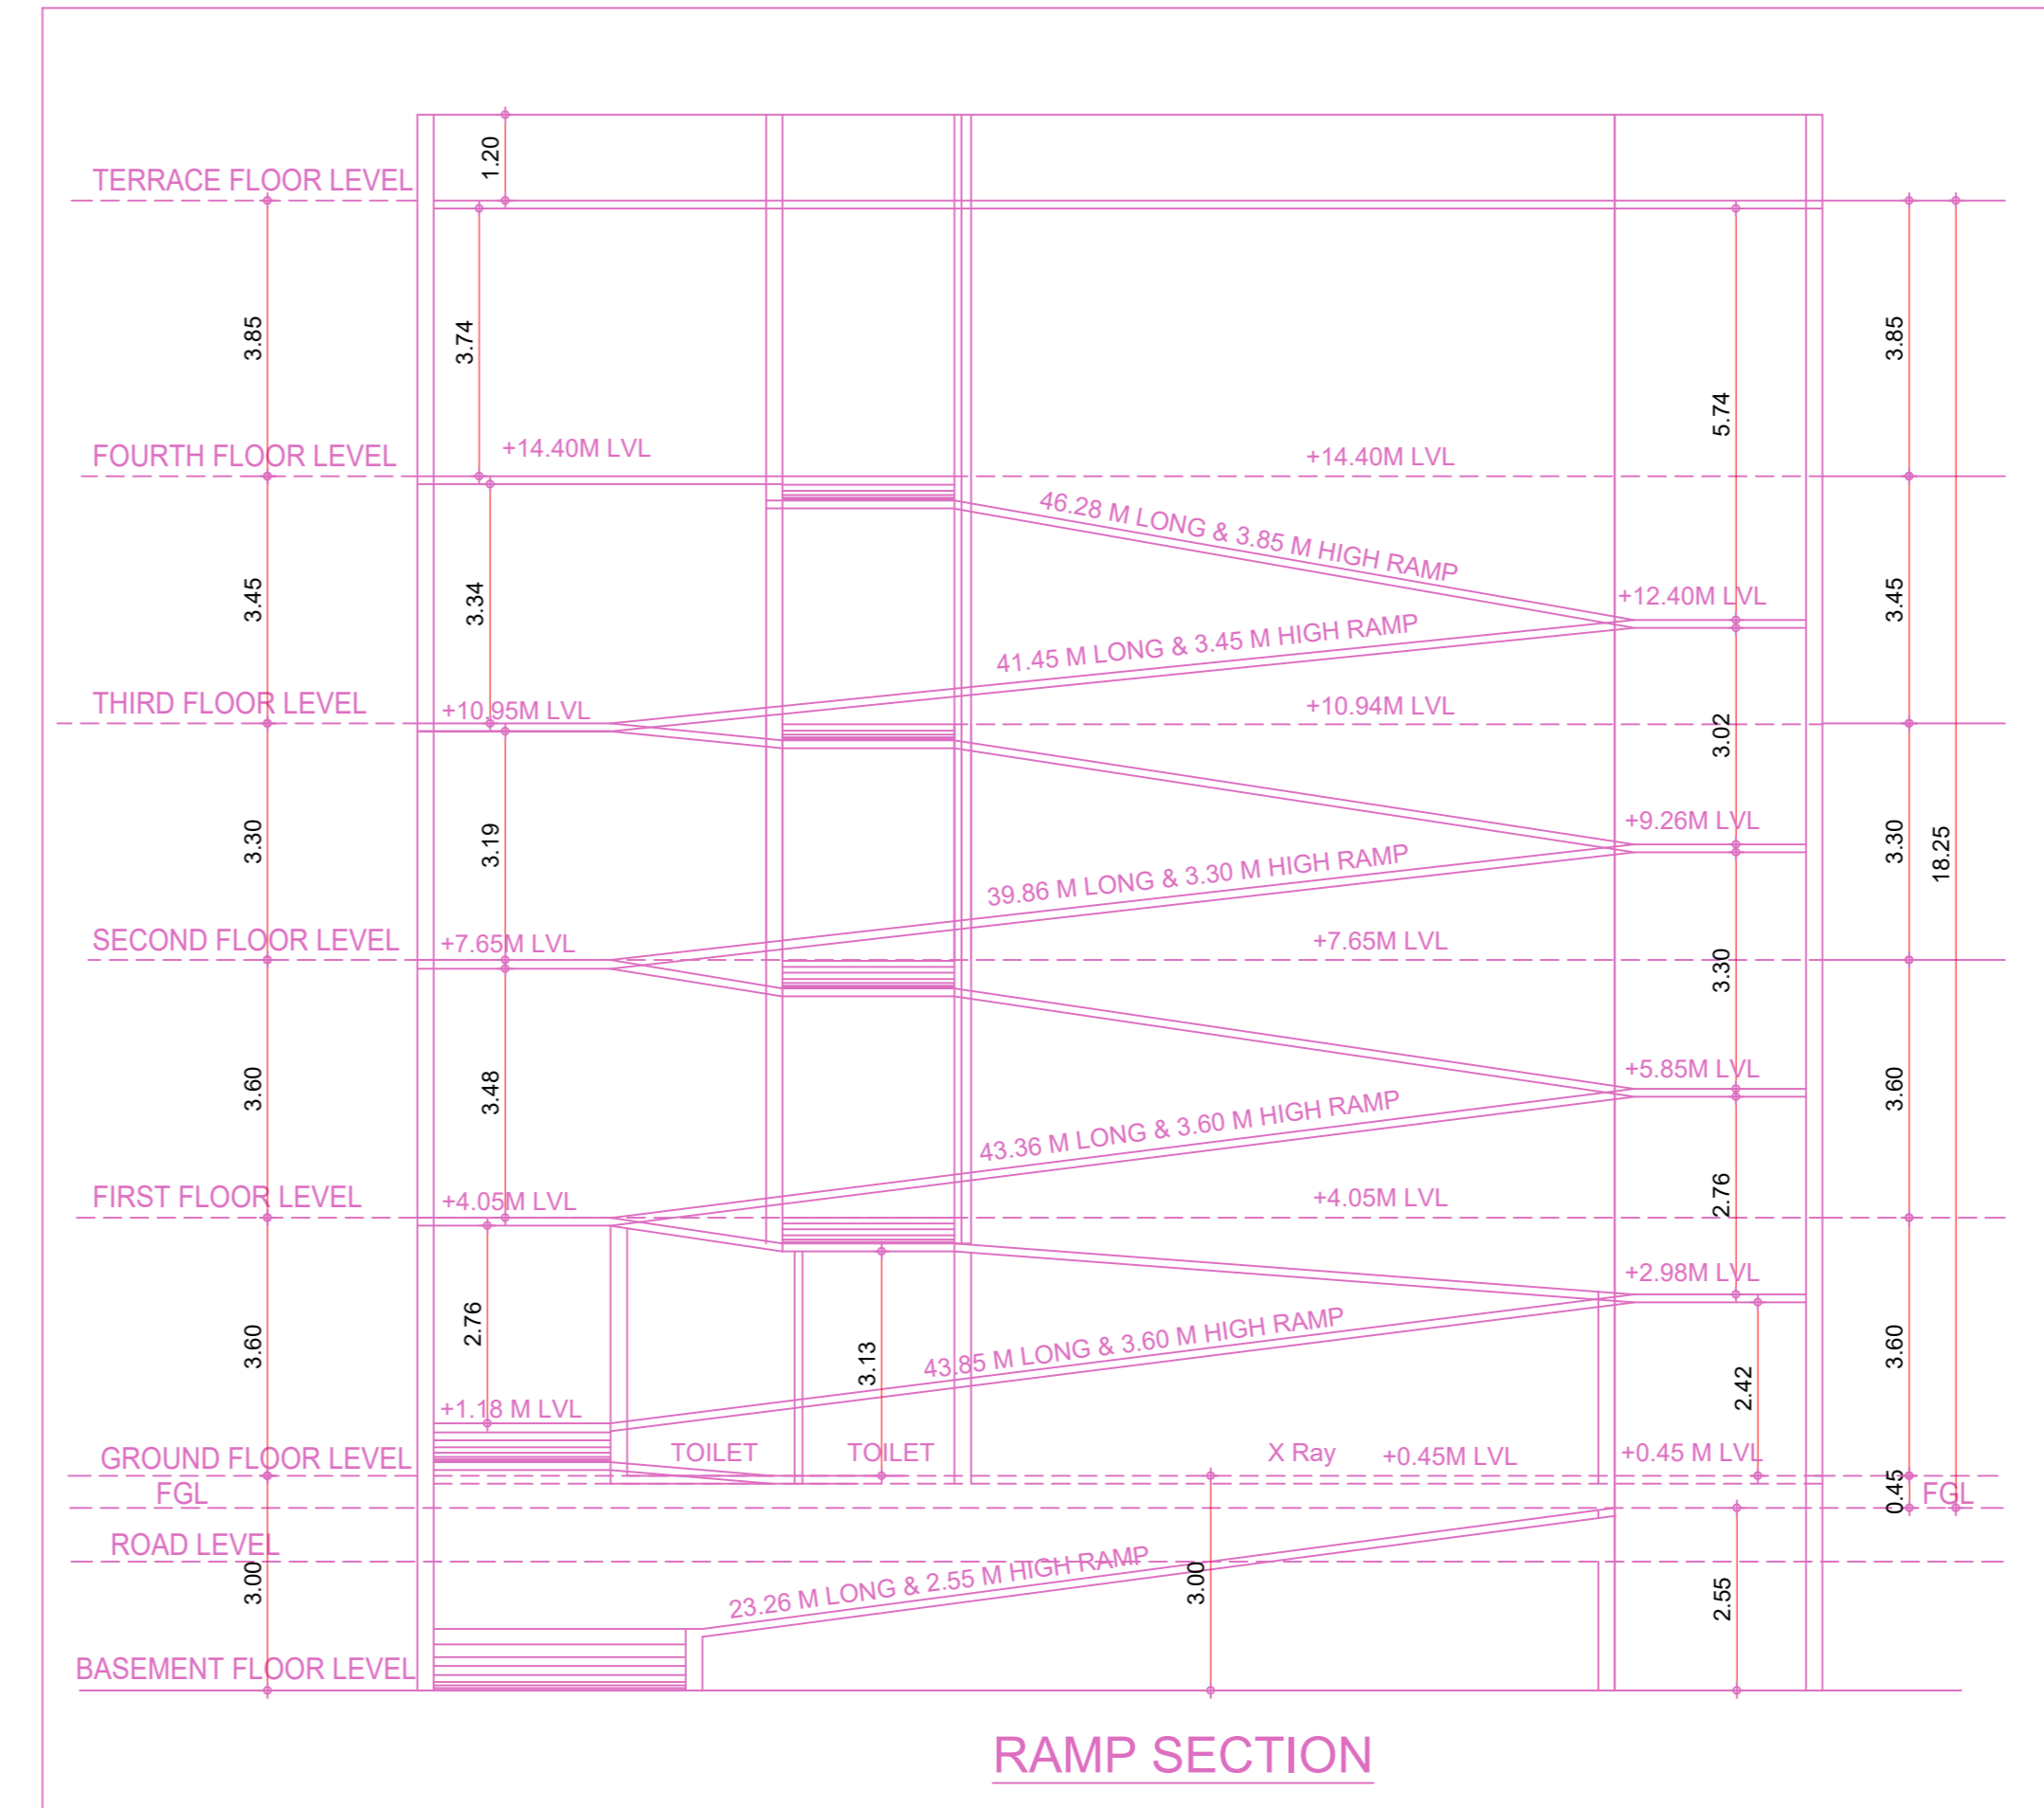 1.20
TERRACE FLOOR LEVEL
3.85
3.74
5.74
3.85
FOURTH FLOOR LEVEL
+14.40M LVL
+14.40M LVL
46.28 M LONG & 3.85 M HIGH RAMP
3.45
3.34
+12.40M LVL
3.45
41.45 M LONG & 3.45 M HIGH RAMP
THIRD FLOOR LEVEL
+10.95M LVL
+10.94M LVL
3.02
3.30
3.19
+9.26M LVL
3.30
18.25
39.86 M LONG & 3.30 M HIGH RAMP
SECOND FLOOR LEVEL
+7.65M LVL
+7.65M LVL
3.30
3.60
3.48
+5.85M LVL
3.60
43.36 M LONG & 3.60 M HIGH RAMP
FIRST FLOOR LEVEL
+4.05M LVL
+4.05M LVL
2.76
+2.98M LVL
3.60
2.76
3.13
43.85 M LONG & 3.60 M HIGH RAMP
2.42
3.60
+1.18 M LVL
GROUND FLOOR LEVEL
TOILET
TOILET
X Ray
+0.45M LVL
+0.45 M LVL
FGL
0.45
FGL
ROAD LEVEL
3.00
23.26 M LONG & 2.55 M HIGH RAMP
3.00
2.55
BASEMENT FLOOR LEVEL
RAMP SECTION